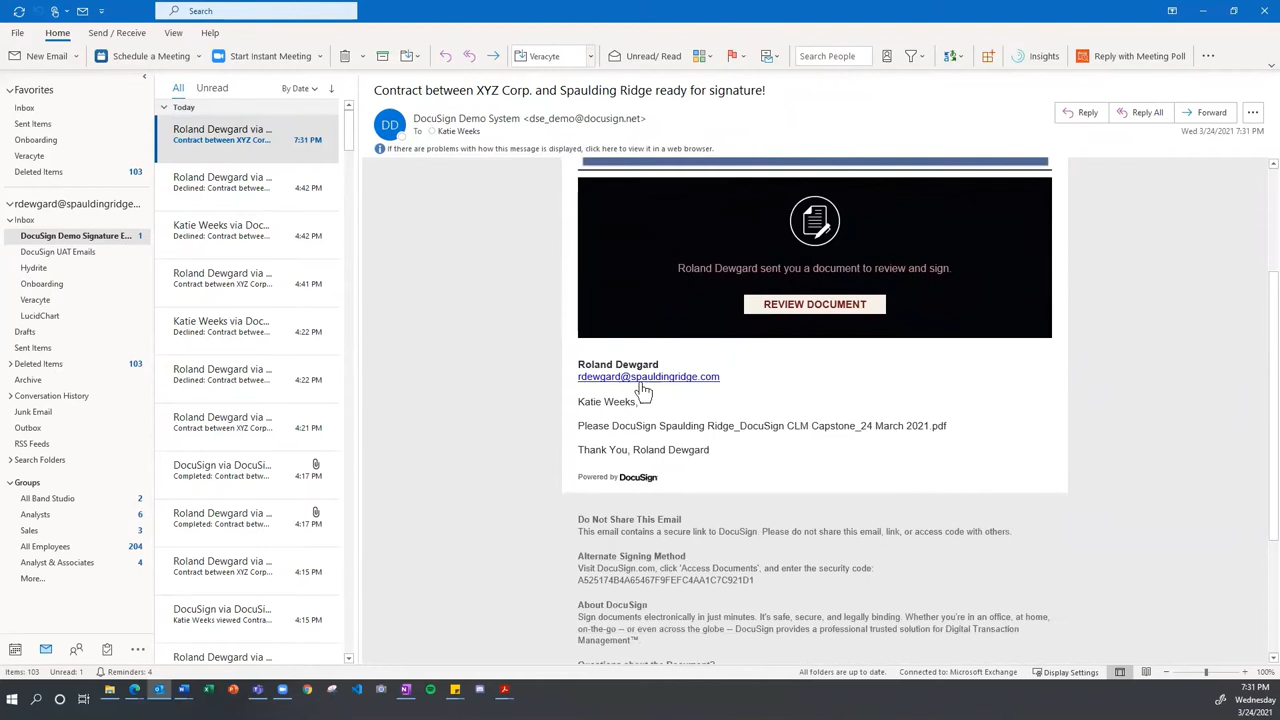 Search
File
Home
Send / Receive
View
Help
New Email
Schedule a Meeting
Start Instant Meeting
Veracyte
Unread/ Read
Search People
Insights
Reply with Meeting Poll
Favorites
Inbox
Sent Items
Onboarding
Veracyte
Deleted Items 103
rdewgard@spauldingridge...
Inbox
DocuSign Demo Signature E... 1
DocuSign UAT Emails
Hydrite
Onboarding
Veracyte
LucidChart
Drafts
Sent Items
Deleted Items 103
Archive
Conversation History
Junk Email
Outbox
RSS Feeds
Search Folders
Groups
All Band Studio 2
Analysts 6
Sales 3
All Employees 204
Analyst & Associates 4
More...
All Unread By Date
Today
Roland Dewgard via ...
Contract between XYZ Cor... 7:31 PM
Roland Dewgard via ...
Declined: Contract betwee... 4:42 PM
Katie Weeks via Doc...
Declined: Contract betwee... 4:42 PM
Roland Dewgard via ...
Contract between XYZ Corp... 4:41 PM
Katie Weeks via Doc...
Declined: Contract betwee... 4:22 PM
Roland Dewgard via ...
Declined: Contract betwee... 4:22 PM
Roland Dewgard via ...
Contract between XYZ Corp... 4:21 PM
DocuSign via DocuSi...
Completed: Contract betw... 4:17 PM
Roland Dewgard via ...
Completed: Contract betw... 4:17 PM
Roland Dewgard via ...
Contract between XYZ Corp... 4:15 PM
DocuSign via DocuSi...
Katie Weeks viewed Contra... 4:15 PM
Roland Dewgard via ...
Contract between XYZ Corp. and Spaulding Ridge ready for signature!
DD
DocuSign Demo System <dse_demo@docusign.net>
To Katie Weeks
Reply
Reply All
Forward
Wed 3/24/2021 7:31 PM
If there are problems with how this message is displayed, click here to view it in a web browser.
Roland Dewgard sent you a document to review and sign.
REVIEW DOCUMENT
Roland Dewgard
rdewgard@spauldingridge.com
Katie Weeks,
Please DocuSign Spaulding Ridge_DocuSign CLM Capstone_24 March 2021.pdf
Thank You, Roland Dewgard
Powered by DocuSign
Do Not Share This Email
This email contains a secure link to DocuSign. Please do not share this email, link, or access code with others.
Alternate Signing Method
Visit DocuSign.com, click 'Access Documents', and enter the security code:
A525174B4A65467F9FEFC4AA1C7C921D1
About DocuSign
Sign documents electronically in just minutes. It's safe, secure, and legally binding. Whether you're in an office, at home,
on-the-go -- or even across the globe -- DocuSign provides a professional trusted solution for Digital Transaction
Management™.
Questions about the Document?
Items: 103 Unread: 1 Reminders: 4
All folders are up to date. Connected to: Microsoft Exchange Display Settings 100%
7:31 PM
Wednesday
3/24/2021